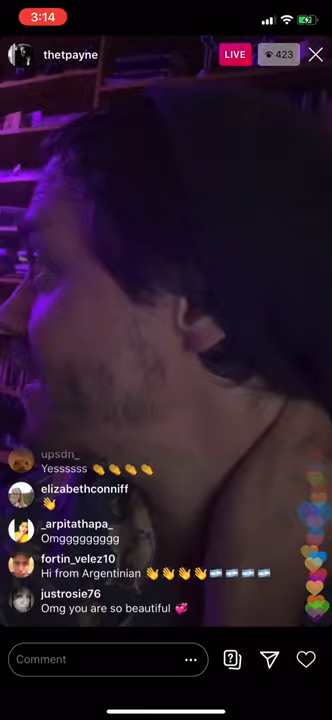 3:14
thetpayne
LIVE
423
upsdn_
Yessssss 👏👏👏👏
elizabethconniff
👋
_arpitathapa_
Omggggggggg
fortin_velez10
Hi from Argentinian 👋👋👋👋🇦🇷🇦🇷🇦🇷🇦🇷
justrosie76
Omg you are so beautiful 💞
Comment